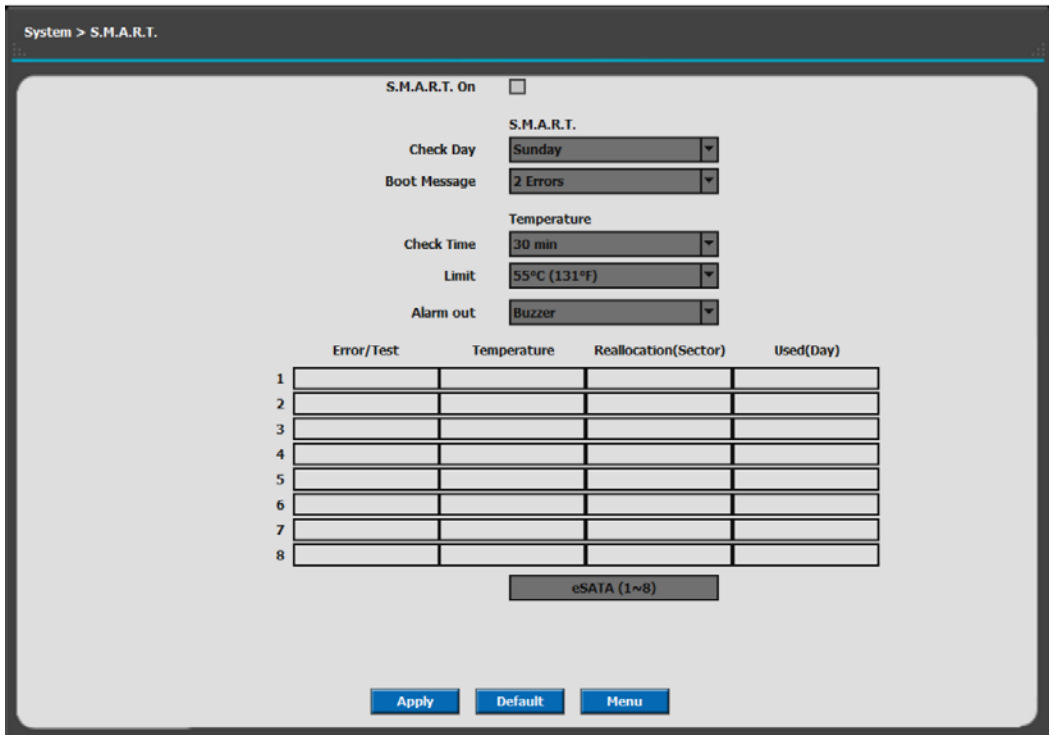 System > S.M.A.R.T.
S.M.A.R.T. On
S.M.A.R.T.
Check Day Sunday
Boot Message 2 Errors
Temperature
Check Time 30 min
Limit 55°C (131°F)
Alarm out Buzzer
Error/Test Temperature Reallocation(Sector) Used(Day)
1
2
3
4
5
6
7
8
eSATA (1~8)
Apply Default Menu